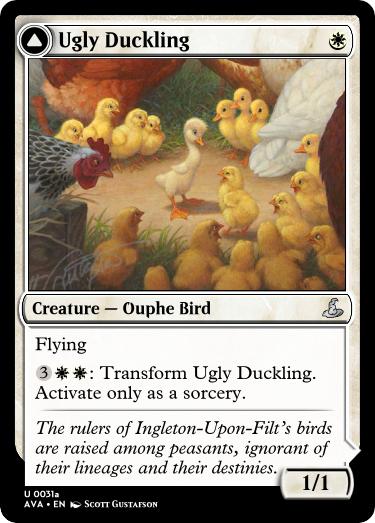 Ugly Duckling
Creature — Ouphe Bird
Flying
3: Transform Ugly Duckling.
Activate only as a sorcery.
The rulers of Ingleton-Upon-Filt's birds
are raised among peasants, ignorant of
their lineages and their destinies.
1/1
U 0031a
AVA • EN Scott Gustafson